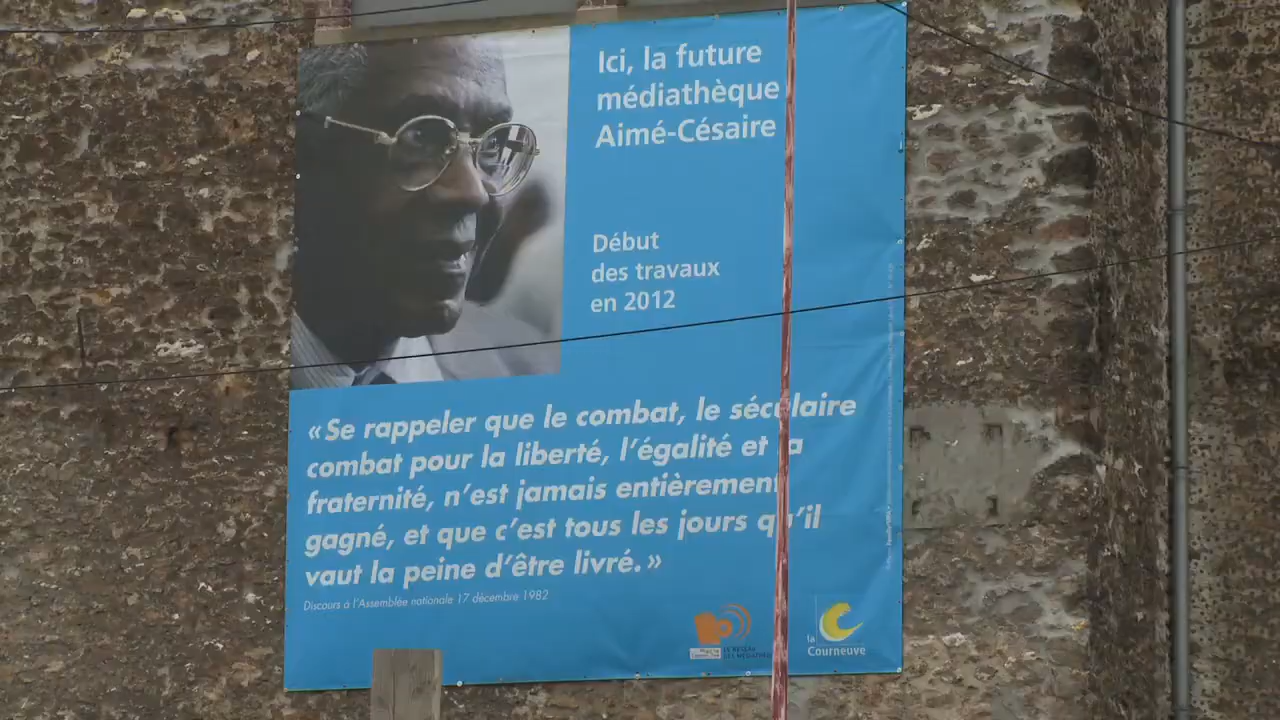 Ici, la future
médiathèque
Aimé-Césaire
Début
des travaux
en 2012
«Se rappeler que le combat, le séculaire
combat pour la liberté, l'égalité et la
fraternité, n'est jamais entièrement
gagné, et que c'est tous les jours qu'il
vaut la peine d'être livré.»
Discours à l'Assemblée nationale 17 décembre 1982
la
Courneuve